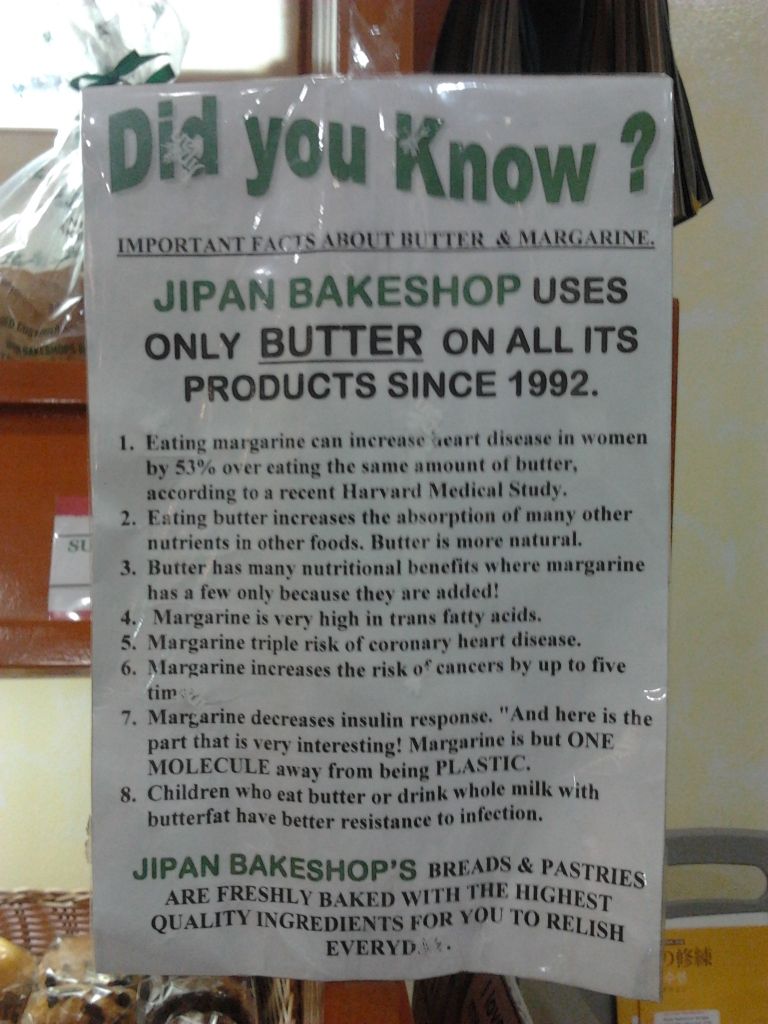 Did you Know ?
IMPORTANT FACTS ABOUT BUTTER & MARGARINE.
JIPAN BAKESHOP USES
ONLY BUTTER ON ALL ITS
PRODUCTS SINCE 1992.
1. Eating margarine can increase heart disease in women
by 53% over eating the same amount of butter,
according to a recent Harvard Medical Study.
2. Eating butter increases the absorption of many other
nutrients in other foods. Butter is more natural.
3. Butter has many nutritional benefits where margarine
has a few only because they are added!
4. Margarine is very high in trans fatty acids.
5. Margarine triple risk of coronary heart disease.
6. Margarine increases the risk of cancers by up to five
7. Margarine decreases insulin response. "And here is the
part that is very interesting! Margarine is but ONE
MOLECULE away from being PLASTIC.
8. Children who eat butter or drink whole milk with
butterfat have better resistance to infection.
JIPAN BAKESHOP'S BREADS & PASTRIES
ARE FRESHLY BAKED WITH THE HIGHEST
QUALITY INGREDIENTS FOR YOU TO RELISH
SU
の修練